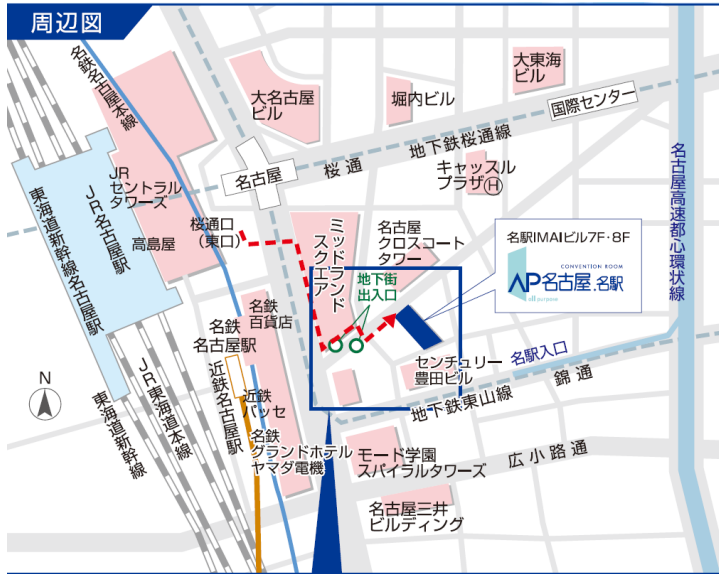 周辺図
名鉄名古屋本線
大名古屋
ビル
堀内ビル
大東海
ビル
国際センター
地下鉄桜通線
桜通
名古屋
キャッスル
プラザⒽ
名古屋高速都心環状線
JR
セントラル
タワーズ
高島屋
JR名古屋駅
東海道新幹線名古屋駅
桜通口
(東口)
ミッドランド
スクエア
名古屋
クロスコート
タワー
名駅IMAIビル7F・8F
CONVENTION ROOM
AP名古屋.名駅
all purpose
地下街
出入口
名鉄
百貨店
名鉄
名古屋駅
近鉄名古屋駅
近鉄
パッセ
名鉄
グランドホテル
ヤマダ電機
センチュリー
豊田ビル
名駅入口
錦通
地下鉄東山線
モード学園
スパイラルタワーズ
広小路通
名古屋三井
ビルディング
N
JR東海道本線
東海道新幹線